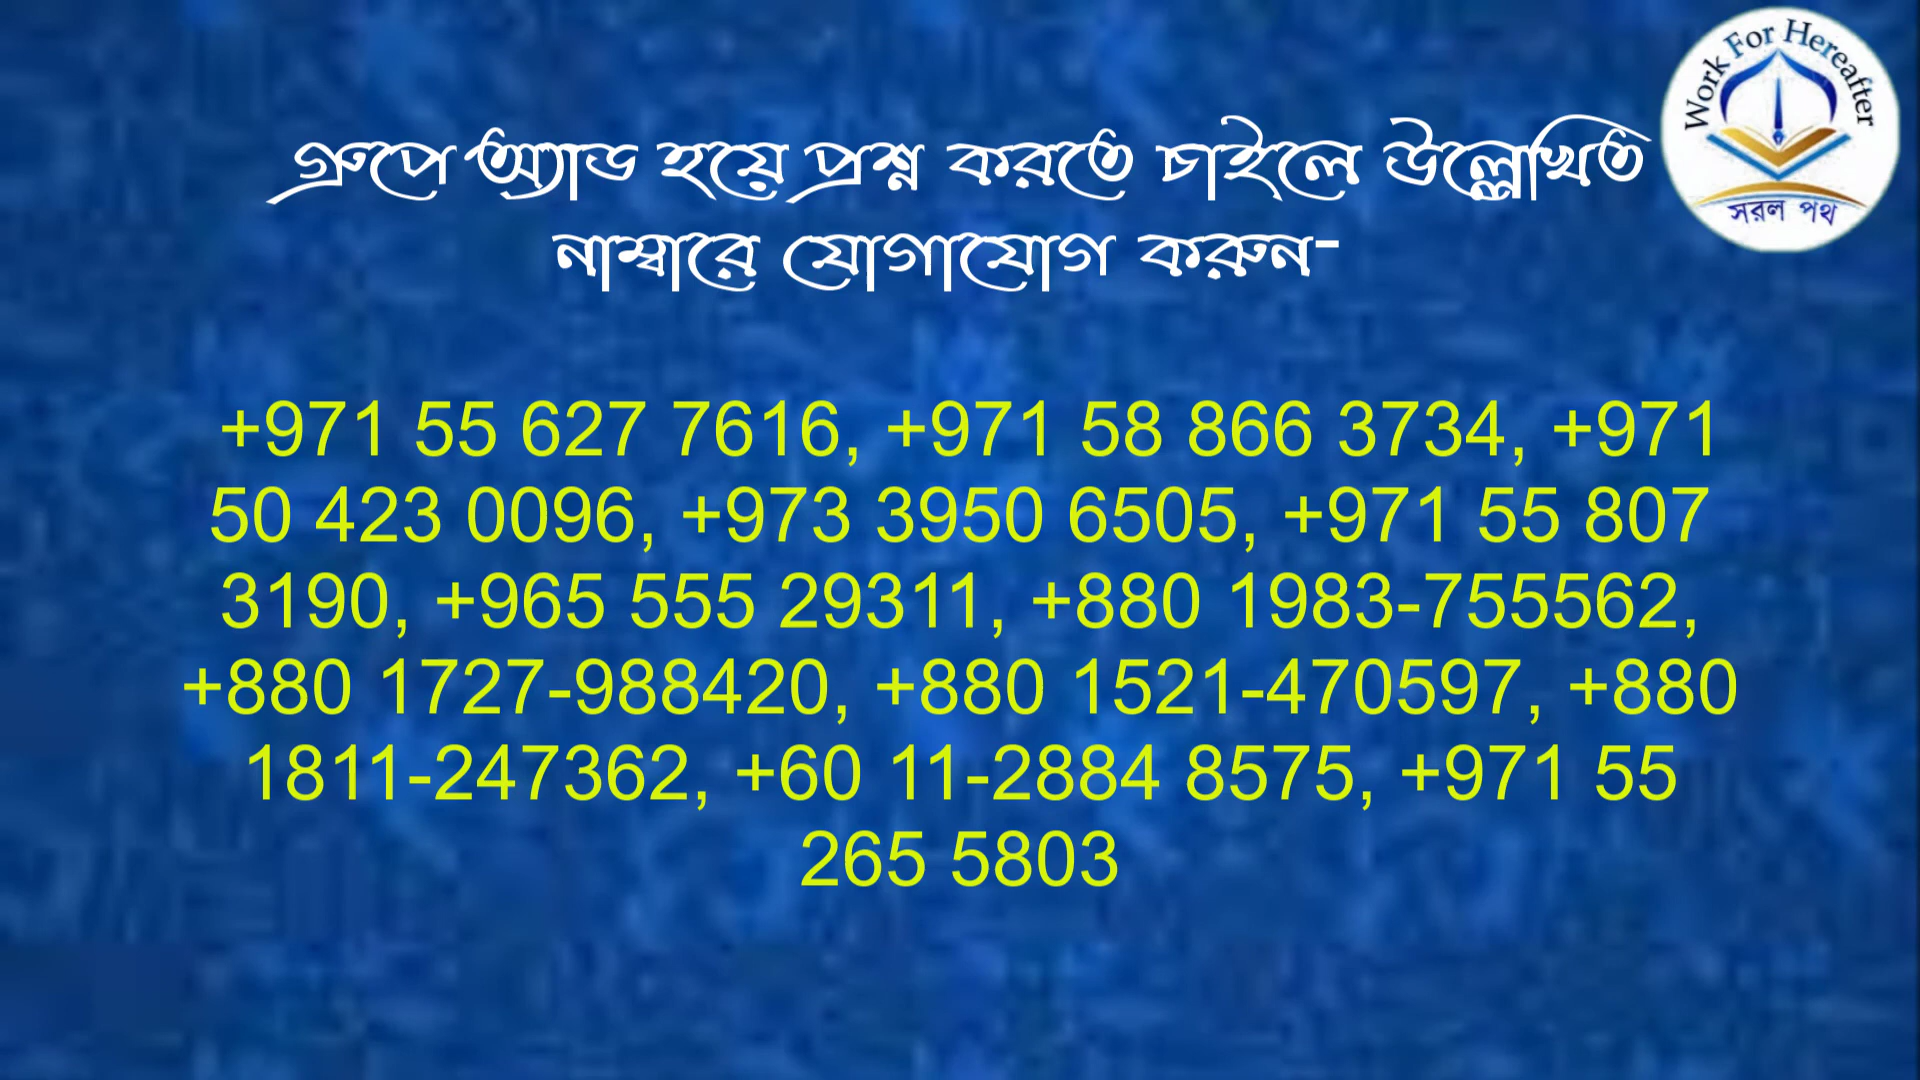 Work For Hereafter
সরল পথ
গ্রুপে অ্যাড হয়ে প্রশ্ন করতে চাইলে উল্লেখিত
নাম্বারে যোগাযোগ করুন-
+971 55 627 7616, +971 58 866 3734, +971
50 423 0096, +973 3950 6505, +971 55 807
3190, +965 555 29311, +880 1983-755562,
+880 1727-988420, +880 1521-470597, +880
1811-247362, +60 11-2884 8575, +971 55
265 5803